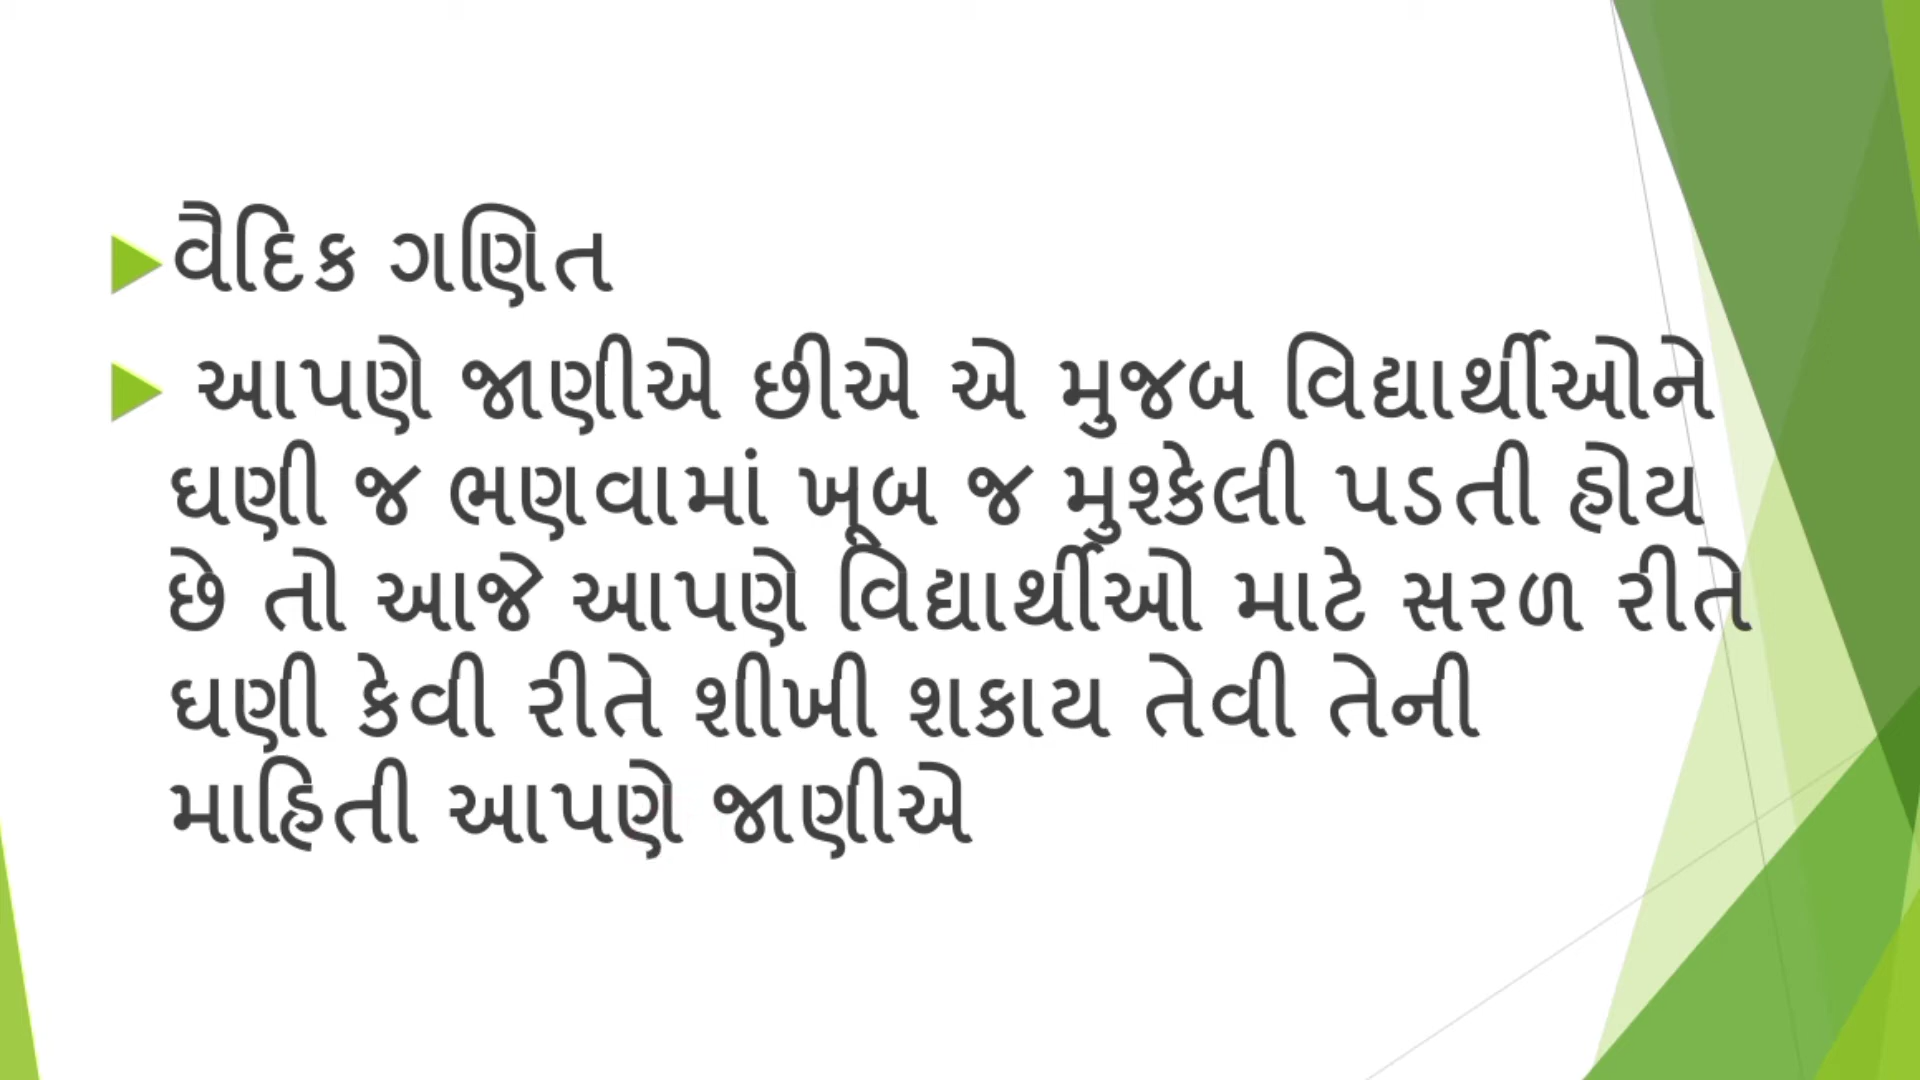 વૈદિક ગણિત
આપણે જાણીએ છીએ એ મુજબ વિદ્યાર્થીઓને
ઘણી જ ભણવામાં ખૂબ જ મુશ્કેલી પડતી હોય
છે તો આજે આપણે વિદ્યાર્થીઓ માટે સરળ રીતે
ઘણી કેવી રીતે શીખી શકાય તેવી તેની
માહિતી આપણે જાણીએ